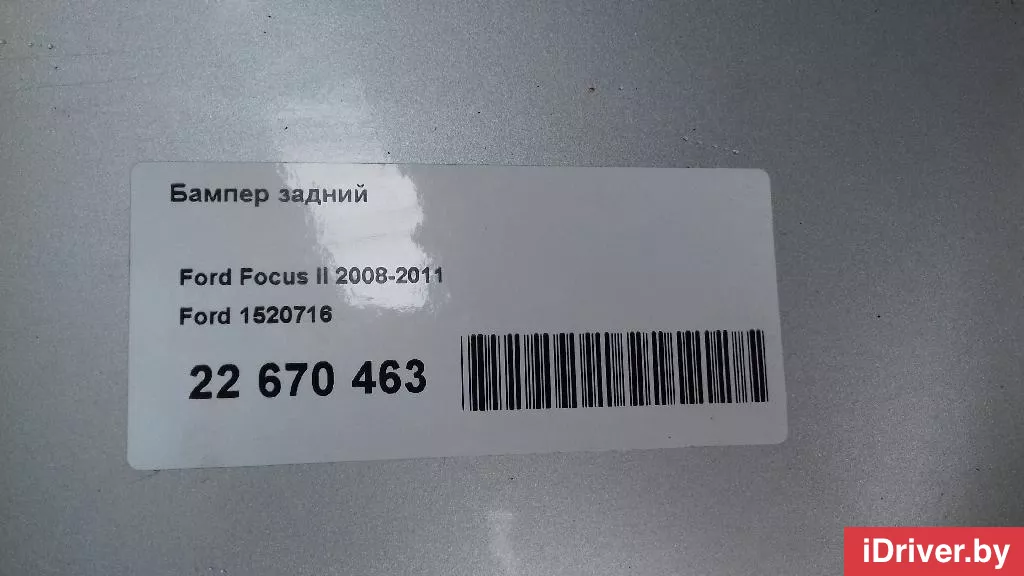 Бампер задний
Ford Focus II 2008-2011
Ford 1520716
22 670 463
iDriver.by